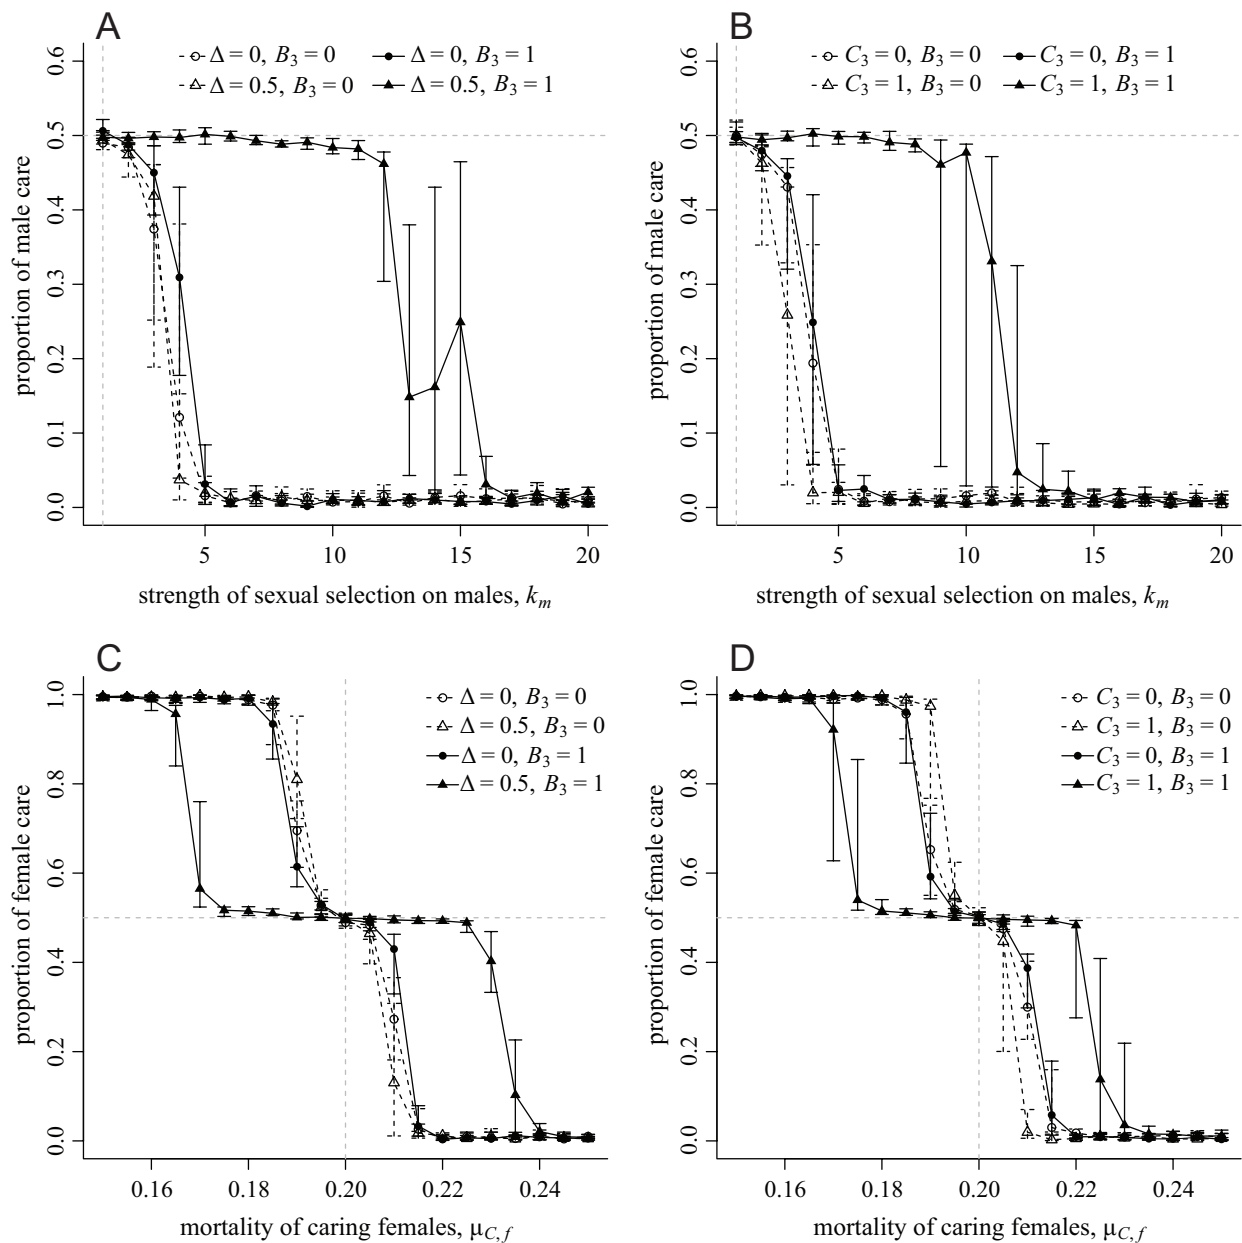 A
Δ = 0, B₃ = 0
Δ = 0, B₃ = 1
Δ = 0.5, B₃ = 0
Δ = 0.5, B₃ = 1
proportion of male care
0.6
0.5
0.4
0.3
0.2
0.1
0.0
5
10
15
20
strength of sexual selection on males, kₘ
B
C₃ = 0, B₃ = 0
C₃ = 0, B₃ = 1
C₃ = 1, B₃ = 0
C₃ = 1, B₃ = 1
proportion of male care
0.6
0.5
0.4
0.3
0.2
0.1
0.0
5
10
15
20
strength of sexual selection on males, kₘ
C
Δ = 0, B₃ = 0
Δ = 0.5, B₃ = 0
Δ = 0, B₃ = 1
Δ = 0.5, B₃ = 1
proportion of female care
1.0
0.8
0.6
0.4
0.2
0.0
0.16
0.18
0.20
0.22
0.24
mortality of caring females, μ_C,f
D
C₃ = 0, B₃ = 0
C₃ = 1, B₃ = 0
C₃ = 0, B₃ = 1
C₃ = 1, B₃ = 1
proportion of female care
1.0
0.8
0.6
0.4
0.2
0.0
0.16
0.18
0.20
0.22
0.24
mortality of caring females, μ_C,f